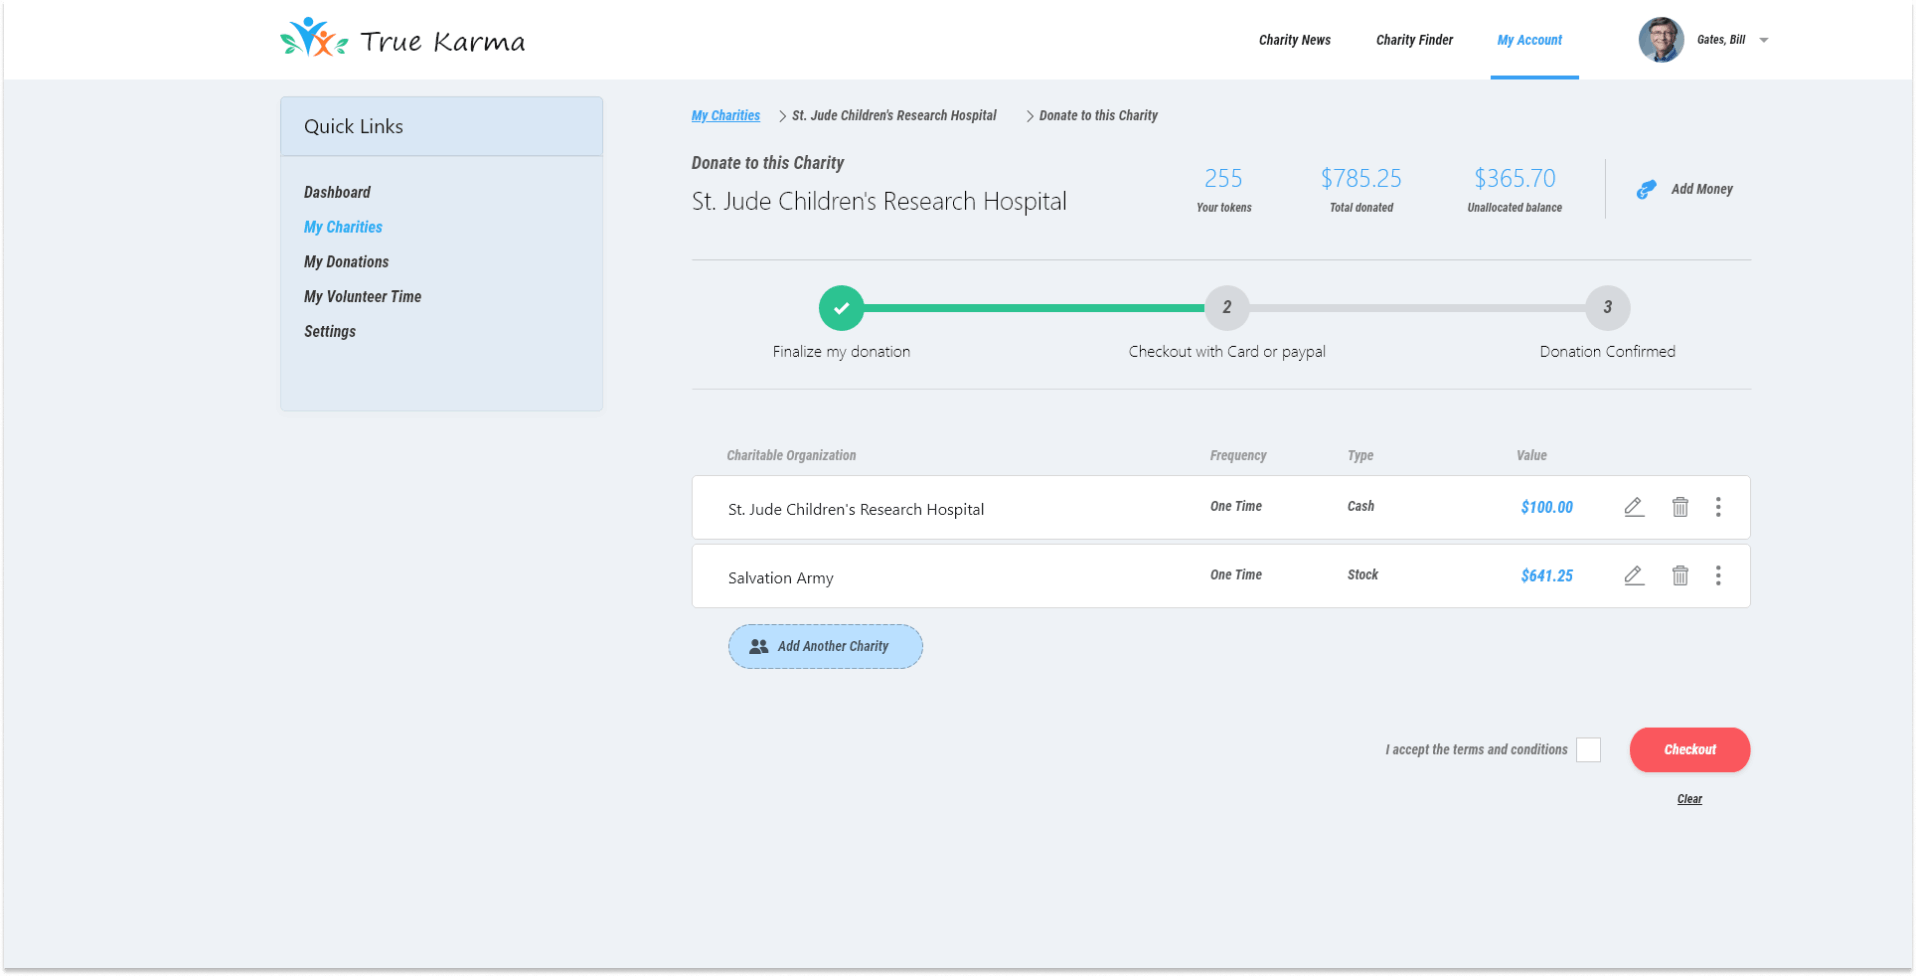 True Karma
Charity News
Charity Finder
My Account
Gates, Bill
Quick Links
Dashboard
My Charities
My Donations
My Volunteer Time
Settings
My Charities > St. Jude Children's Research Hospital > Donate to this Charity
Donate to this Charity
St. Jude Children's Research Hospital
255
Your tokens
$785.25
Total donated
$365.70
Unallocated balance
Add Money
2
3
Finalize my donation
Checkout with Card or paypal
Donation Confirmed
Charitable Organization Frequency Type Value
St. Jude Children's Research Hospital One Time Cash $100.00
Salvation Army One Time Stock $641.25
Add Another Charity
I accept the terms and conditions
Checkout
Clear